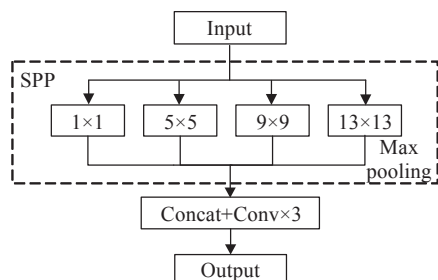 Input
SPP
1×1
5×5
9×9
13×13
Max
pooling
Concat+Conv×3
Output